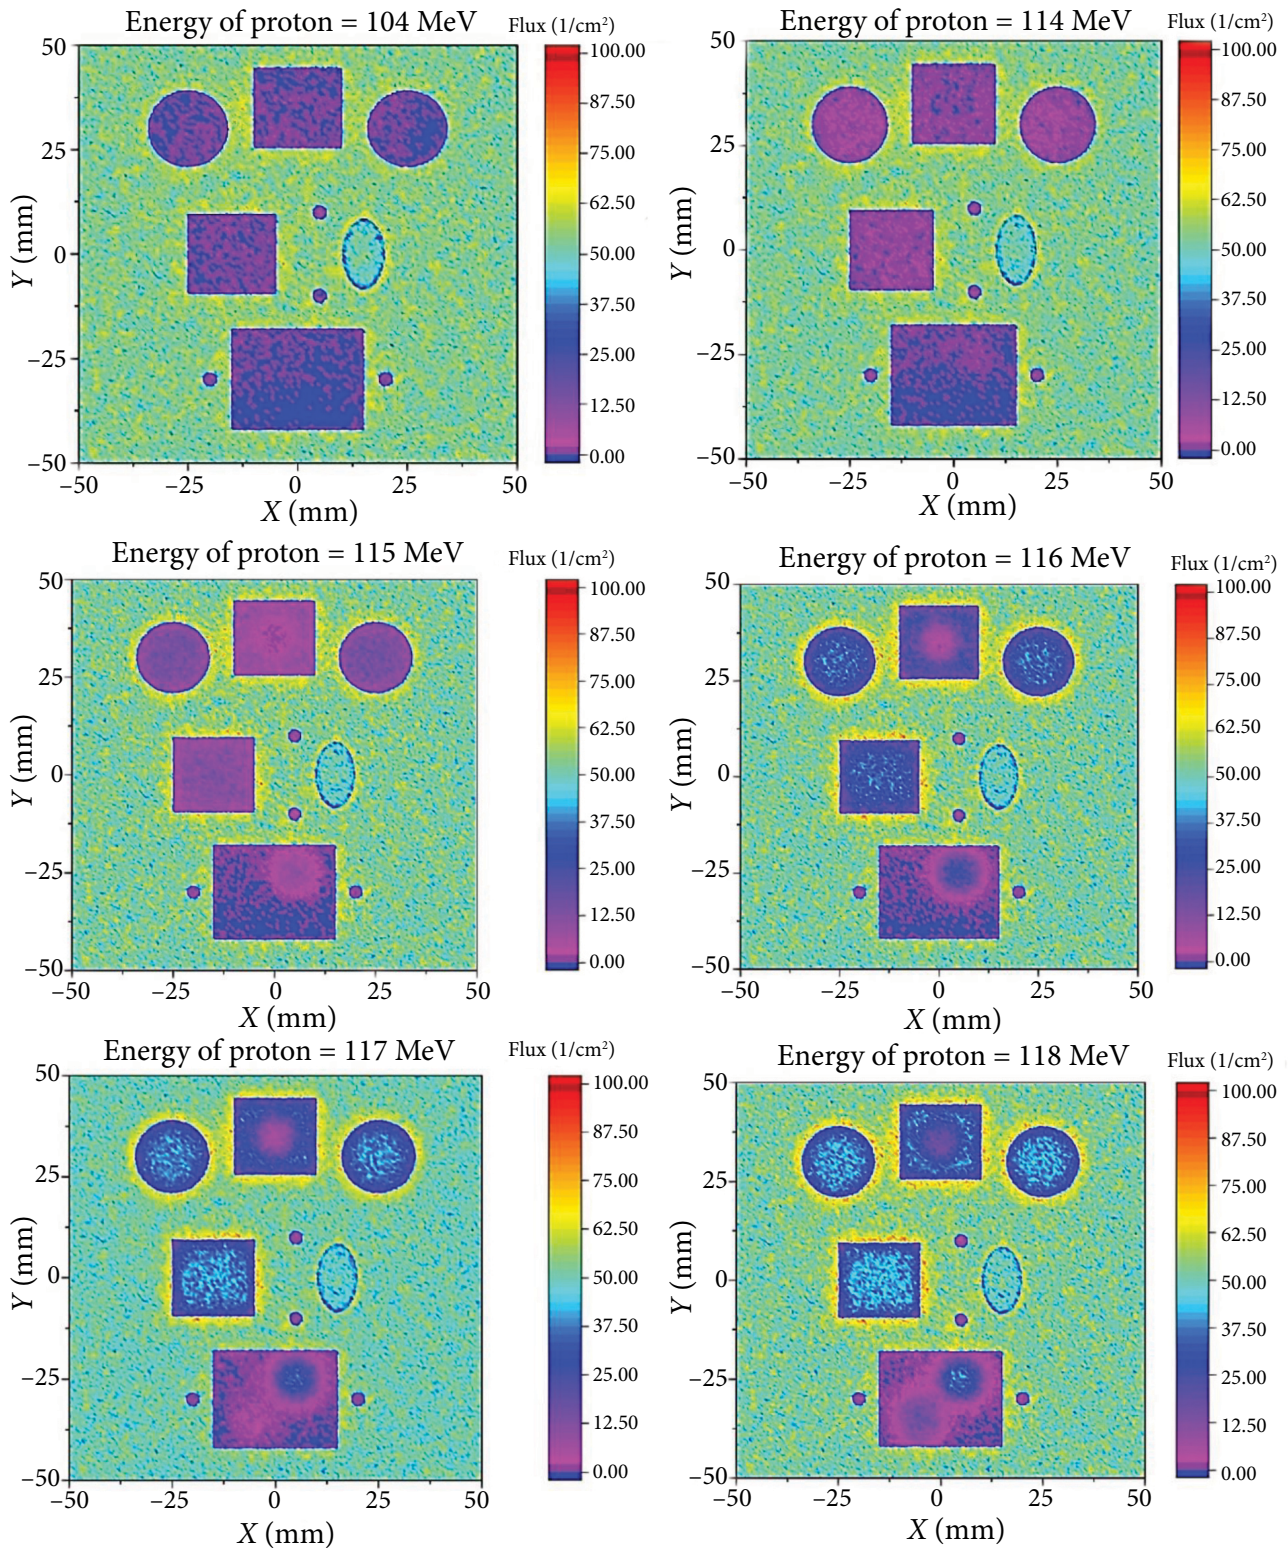 Energy of proton = 104 MeV
Flux (1/cm²)
50
25
0
−25
−50
Y (mm)
−50 −25 0 25 50
X (mm)
100.00
87.50
75.00
62.50
50.00
37.50
25.00
12.50
0.00
Energy of proton = 114 MeV
Flux (1/cm²)
50
25
0
−25
−50
Y (mm)
−50 −25 0 25 50
X (mm)
100.00
87.50
75.00
62.50
50.00
37.50
25.00
12.50
0.00
Energy of proton = 115 MeV
Flux (1/cm²)
50
25
0
−25
−50
Y (mm)
−50 −25 0 25 50
X (mm)
100.00
87.50
75.00
62.50
50.00
37.50
25.00
12.50
0.00
Energy of proton = 116 MeV
Flux (1/cm²)
50
25
0
−25
−50
Y (mm)
−50 −25 0 25 50
X (mm)
100.00
87.50
75.00
62.50
50.00
37.50
25.00
12.50
0.00
Energy of proton = 117 MeV
Flux (1/cm²)
50
25
0
−25
−50
Y (mm)
−50 −25 0 25 50
X (mm)
100.00
87.50
75.00
62.50
50.00
37.50
25.00
12.50
0.00
Energy of proton = 118 MeV
Flux (1/cm²)
50
25
0
−25
−50
Y (mm)
−50 −25 0 25 50
X (mm)
100.00
87.50
75.00
62.50
50.00
37.50
25.00
12.50
0.00